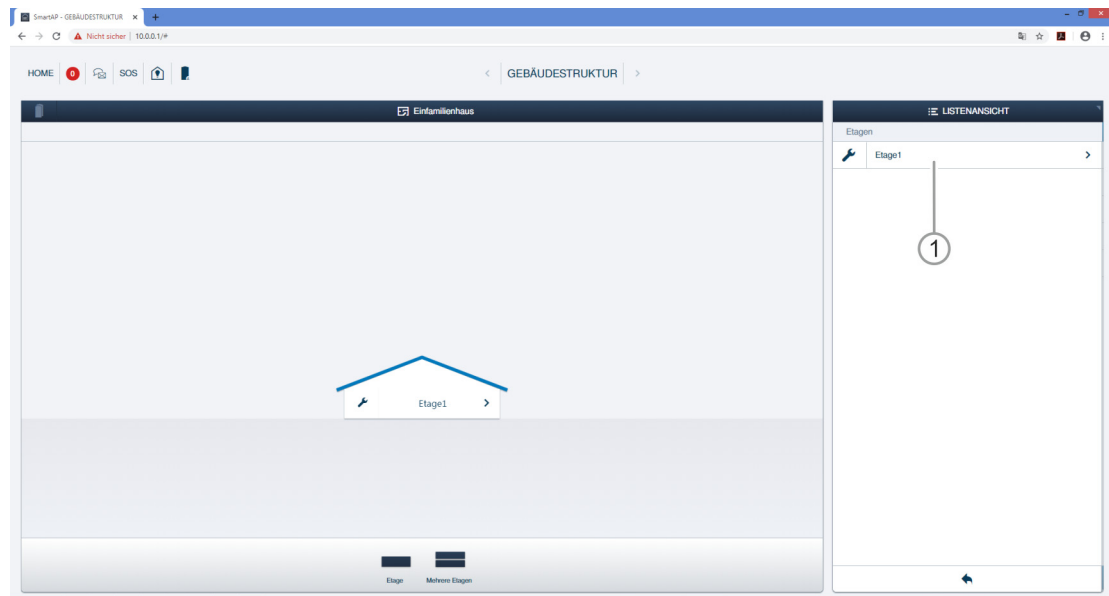 SmartAP - GEBÄUDESTRUKTUR
Nicht sicher | 10.0.0.1/#
HOME 0 SOS GEBÄUDESTRUKTUR
Einfamilienhaus
LISTENANSICHT
Etagen
Etage1
1
Etage1
Etage Mehrere Etagen